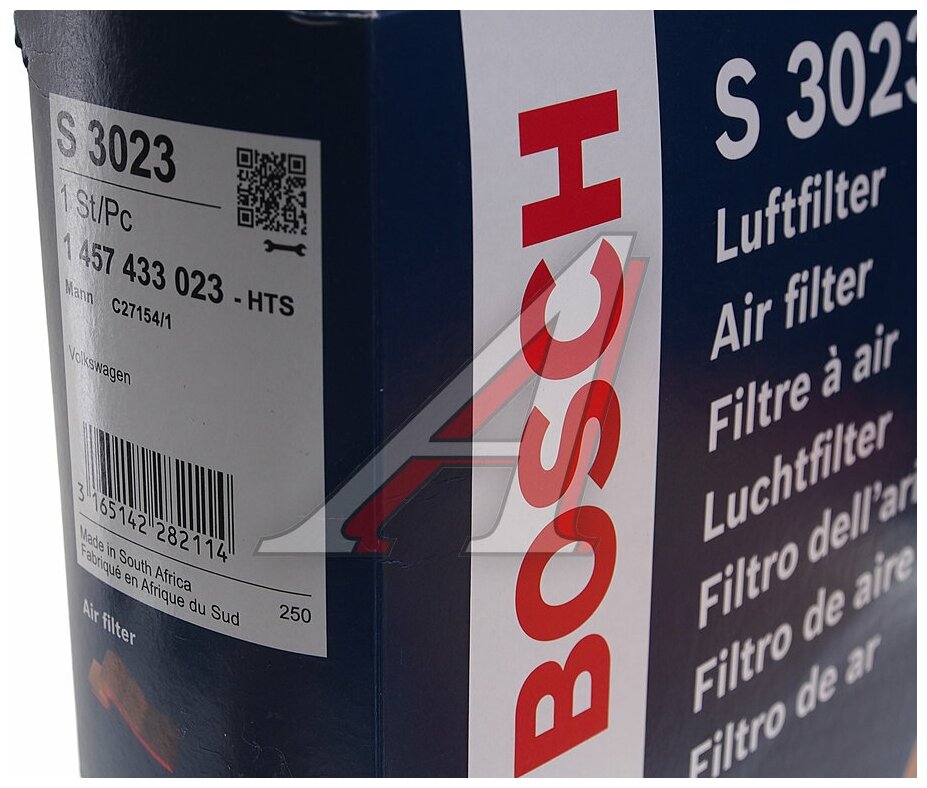 S 3023
1 St/Pc
1 457 433 023 - HTS
Mann C27154/1
Volkswagen
3 165142 282114
Made in South Africa
Fabriqué en Afrique du Sud 250
Air filter
BOSCH
S 3023
Luftfilter
Air filter
Filtre à air
Luchtfilter
Filtro dell'ari
Filtro de aire
Filtro de ar